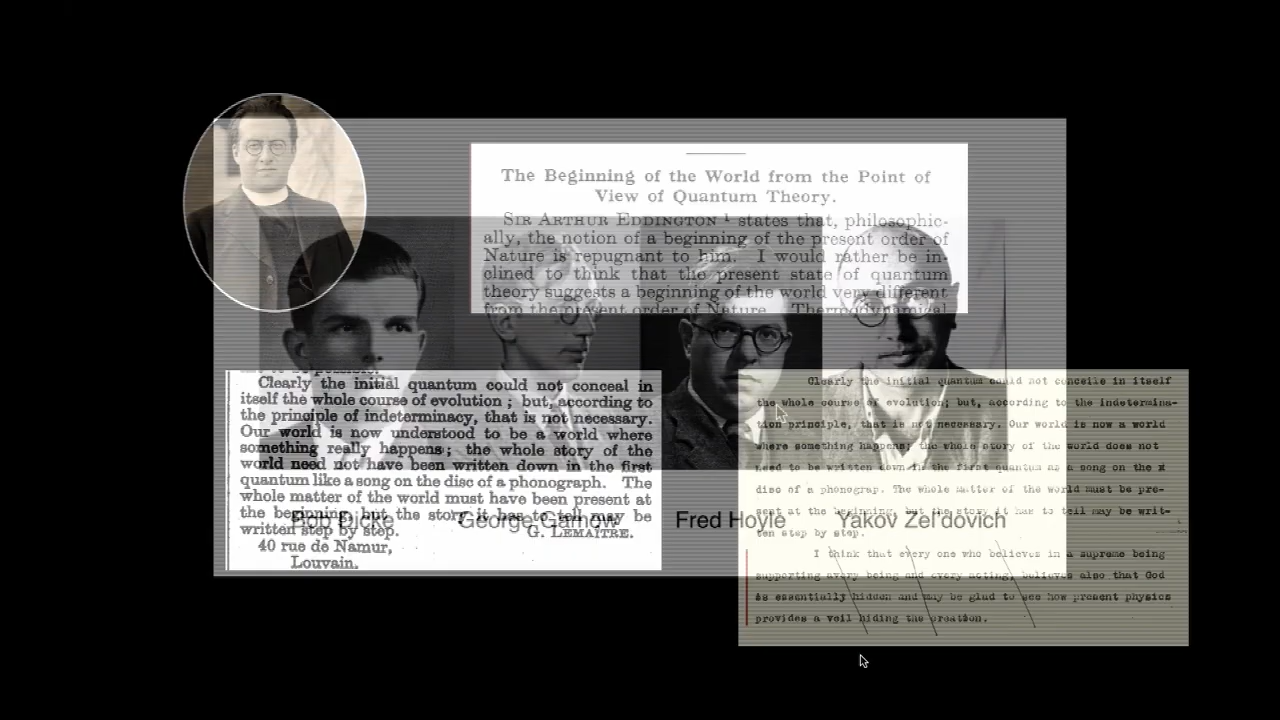 The Beginning of the World from the Point of
View of Quantum Theory.
SIR ARTHUR EDDINGTON ¹ states that, philosophic-
ally, the notion of a beginning of the present order of
Nature is repugnant to him. I would rather be in-
clined to think that the present state of quantum
theory suggests a beginning of the world very different
from the present order of Nature. Thermodynamical
Clearly the initial quantum could not conceal in
itself the whole course of evolution ; but, according to
the principle of indeterminacy, that is not necessary.
Our world is now understood to be a world where
something really happens ; the whole story of the
world need not have been written down in the first
quantum like a song on the disc of a phonograph. The
whole matter of the world must have been present at
the beginning, but the story it has to tell may be
written step by step.
G. LEMAÎTRE.
40 rue de Namur,
Louvain.
Clearly the initial quantum could not concelle in itself
the whole course of evolution; but, according to the indetermina-
tion principle, that is not necessary. Our world is now a world
where something happens; the whole story of the world does not
need to be written down in the first quantum as a song on the
disc of a phonograp. The whole matter of the world must be pre-
sent at the beginning, but the story it has to tell may be writ-
ten step by step.
I think that every one who believes in a supreme being
supporting every being and every acting, believes also that God
is essentially hidden and may be glad to see how present physics
provides a veil hiding the creation.
Bob Dicke
George Gamow
Fred Hoyle
Yakov Zel'dovich